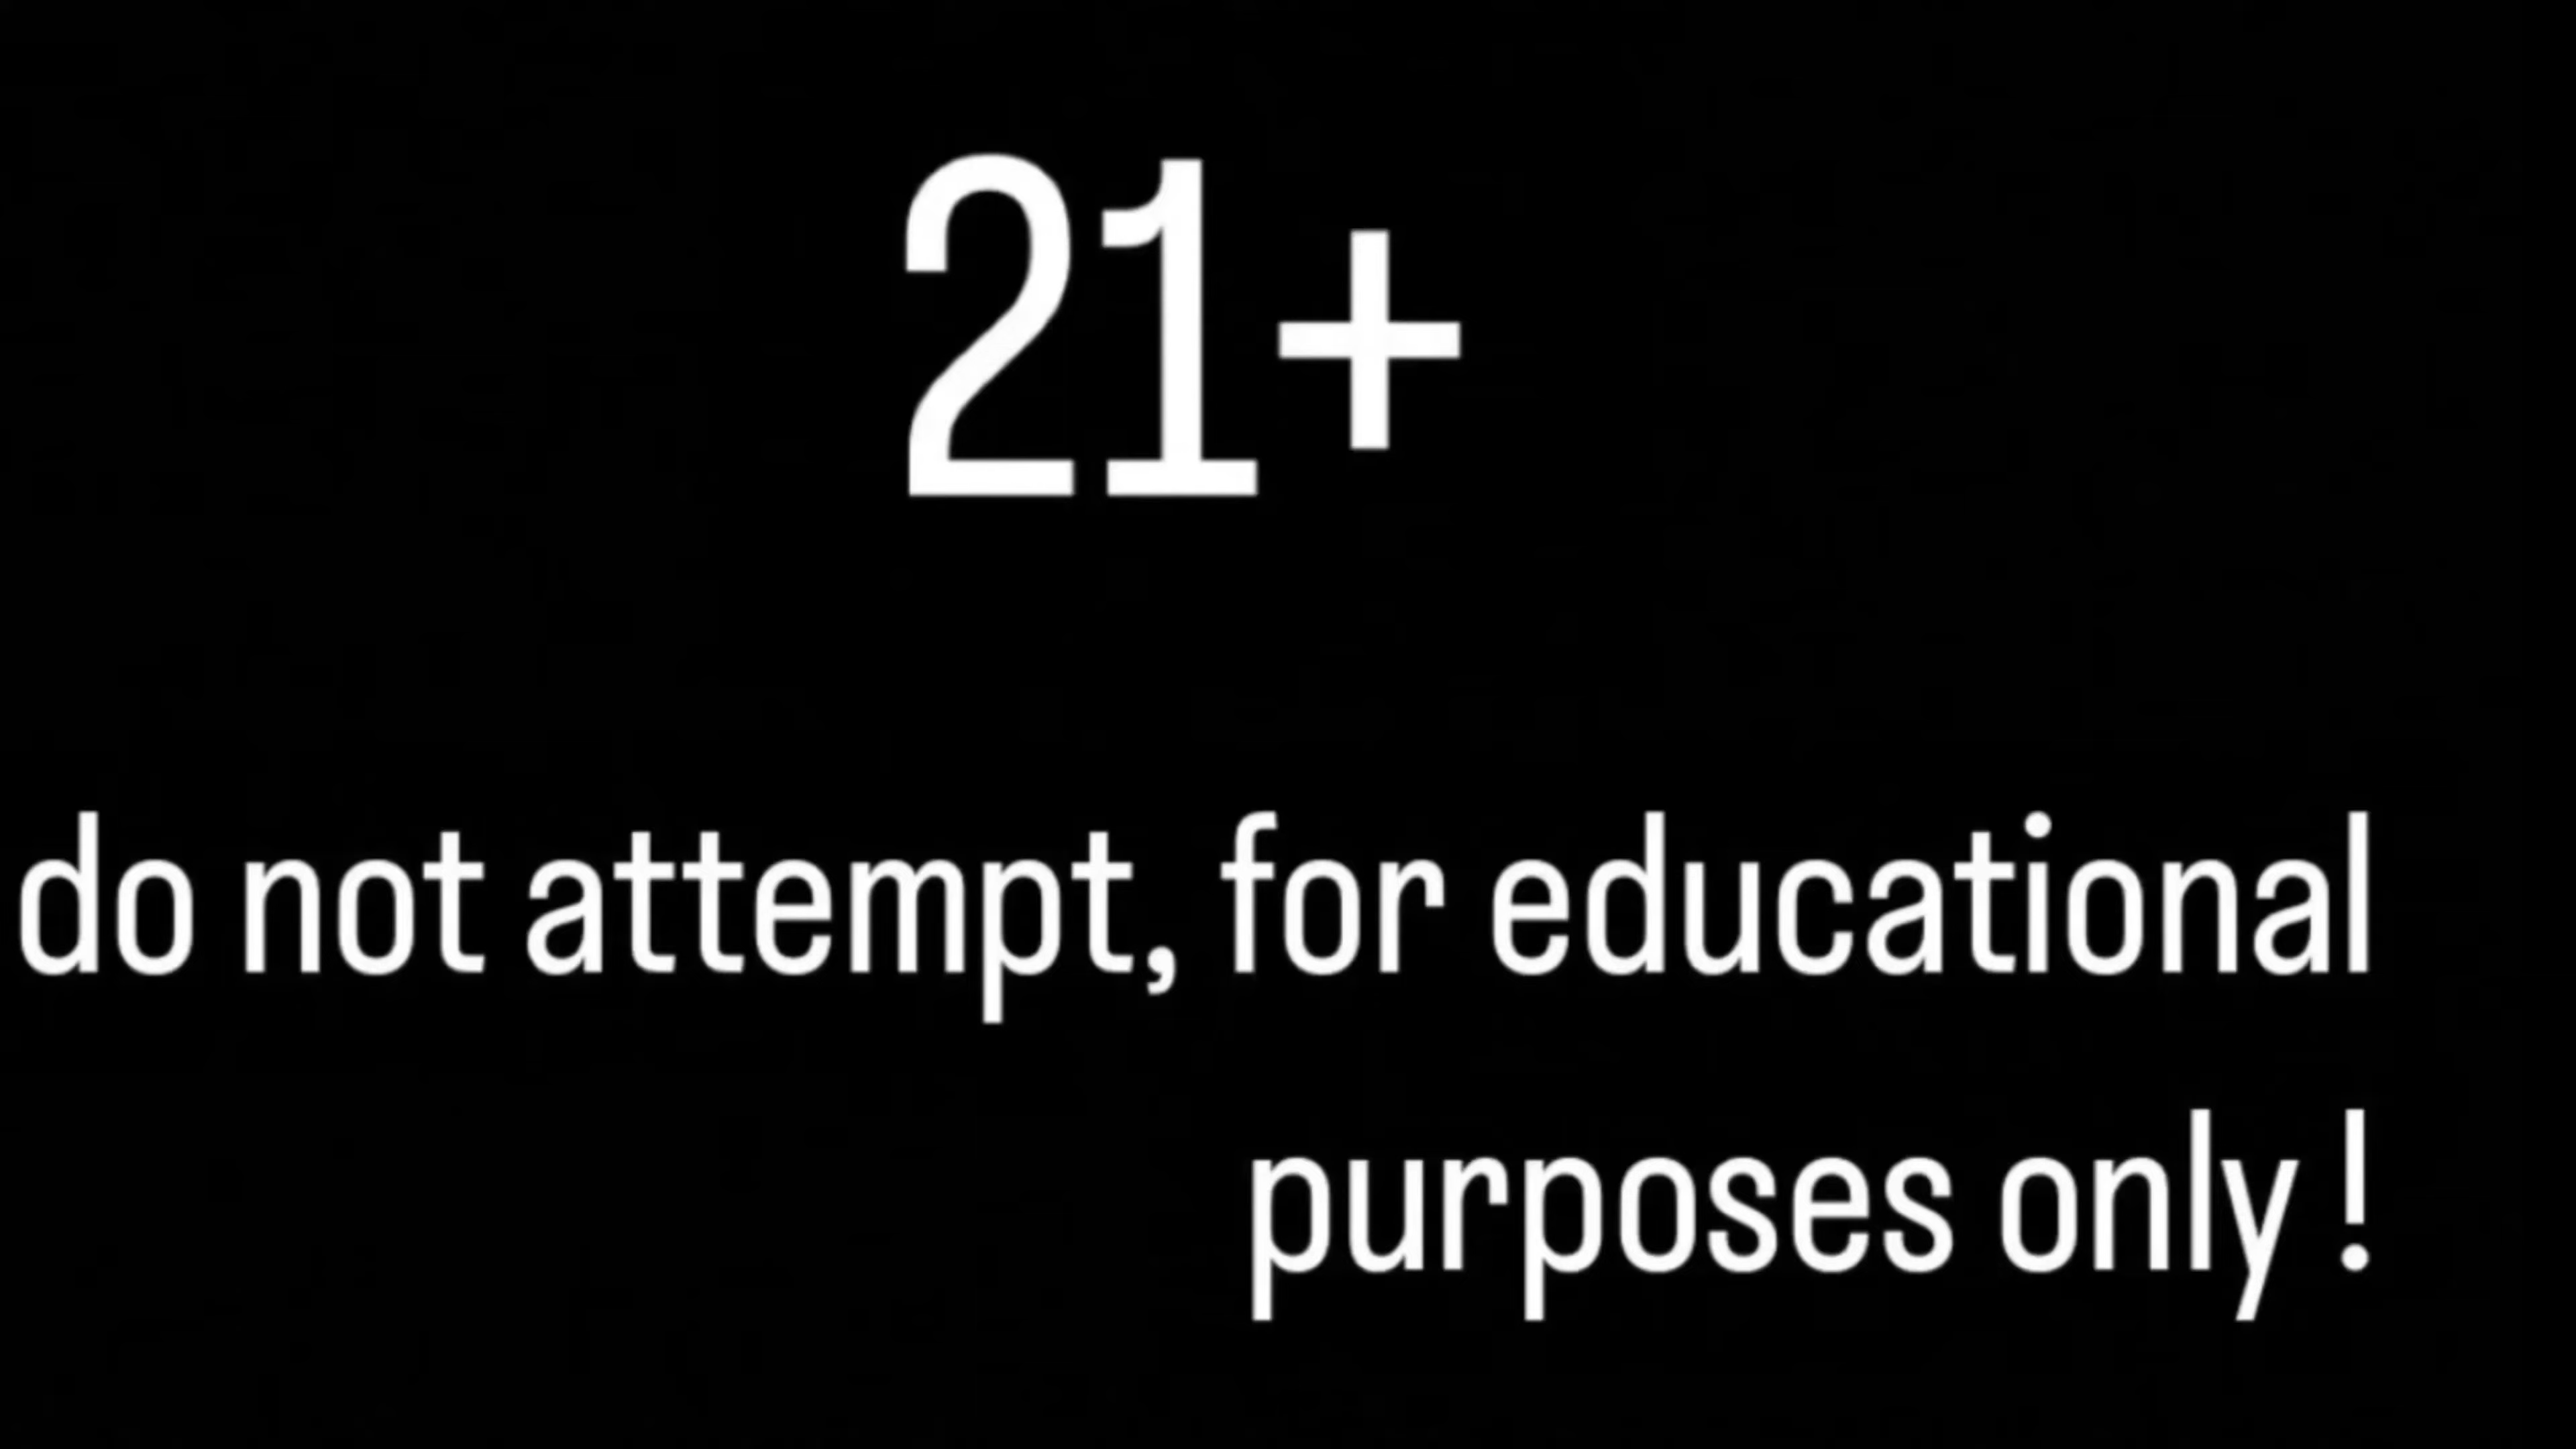 21+
do not attempt, for educational
purposes only !